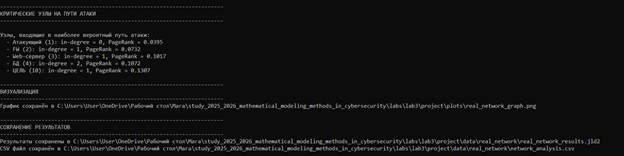 --------------------------------------------------
КРИТИЧЕСКИЕ УЗЛЫ НА ПУТИ АТАКИ
--------------------------------------------------
Узлы, входящие в наиболее вероятный путь атаки:
- Атакующий (1): in-degree = 0, PageRank = 0.0395
- FW (2): in-degree = 1, PageRank = 0.0732
- Web-сервер (3): in-degree = 1, PageRank = 0.1017
- БД (4): in-degree = 2, PageRank = 0.1072
- ЦЕЛЬ (10): in-degree = 1, PageRank = 0.1307
--------------------------------------------------
ВИЗУАЛИЗАЦИЯ
--------------------------------------------------
График сохранён в C:\Users\User\OneDrive\Рабочий стол\Мага\study_2025_2026_mathematical_modeling_methods_in_cybersecurity\labs\lab3\project\plots\real_network_graph.png
--------------------------------------------------
СОХРАНЕНИЕ РЕЗУЛЬТАТОВ
--------------------------------------------------
Результаты сохранены в C:\Users\User\OneDrive\Рабочий стол\Мага\study_2025_2026_mathematical_modeling_methods_in_cybersecurity\labs\lab3\project\data\real_network\real_network_results.jld2
CSV файл сохранён в C:\Users\User\OneDrive\Рабочий стол\Мага\study_2025_2026_mathematical_modeling_methods_in_cybersecurity\labs\lab3\project\data\real_network\network_analysis.csv